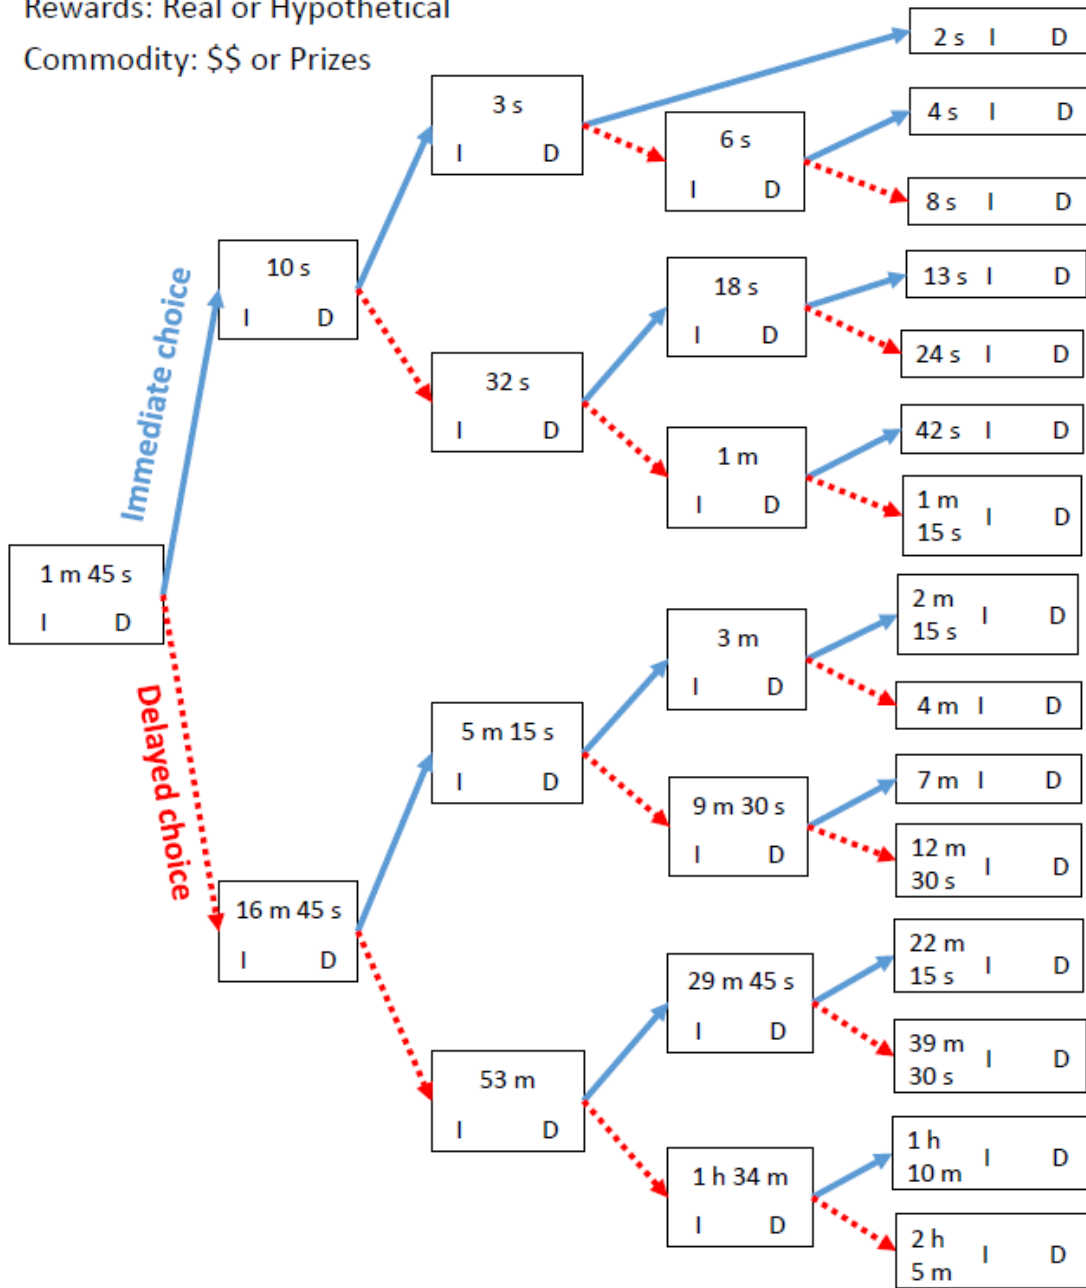 Rewards: Real or Hypothetical
Commodity: $$ or Prizes
Immediate choice
Delayed choice
1 m 45 s
I D
10 s
I D
16 m 45 s
I D
3 s
I D
32 s
I D
5 m 15 s
I D
53 m
I D
6 s
I D
18 s
I D
1 m
I D
3 m
I D
9 m 30 s
I D
29 m 45 s
I D
1 h 34 m
I D
2 s I D
4 s I D
8 s I D
13 s I D
24 s I D
42 s I D
1 m
15 s
I D
2 m
15 s
I D
4 m I D
7 m I D
12 m
30 s
I D
22 m
15 s
I D
39 m
30 s
I D
1 h
10 m
I D
2 h
5 m
I D